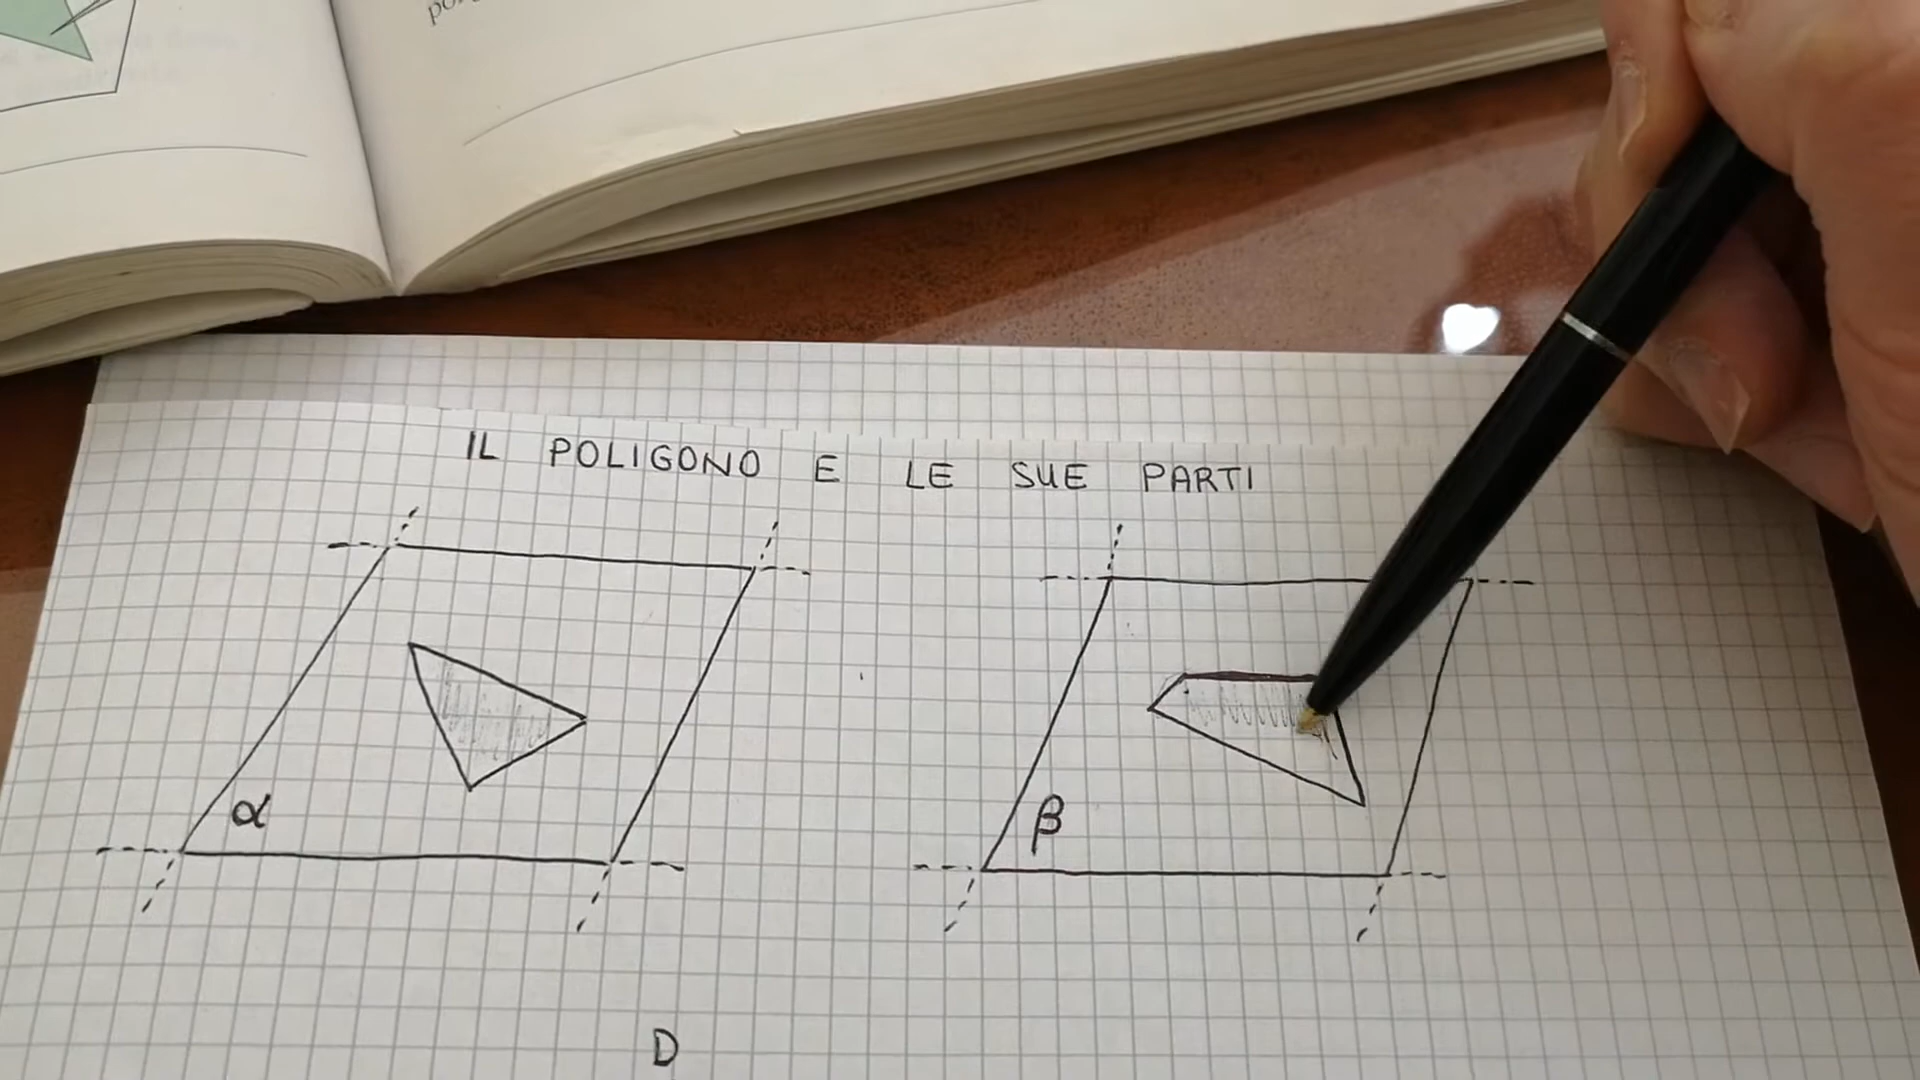 IL POLIGONO E LE SUE PARTI
α
β
D